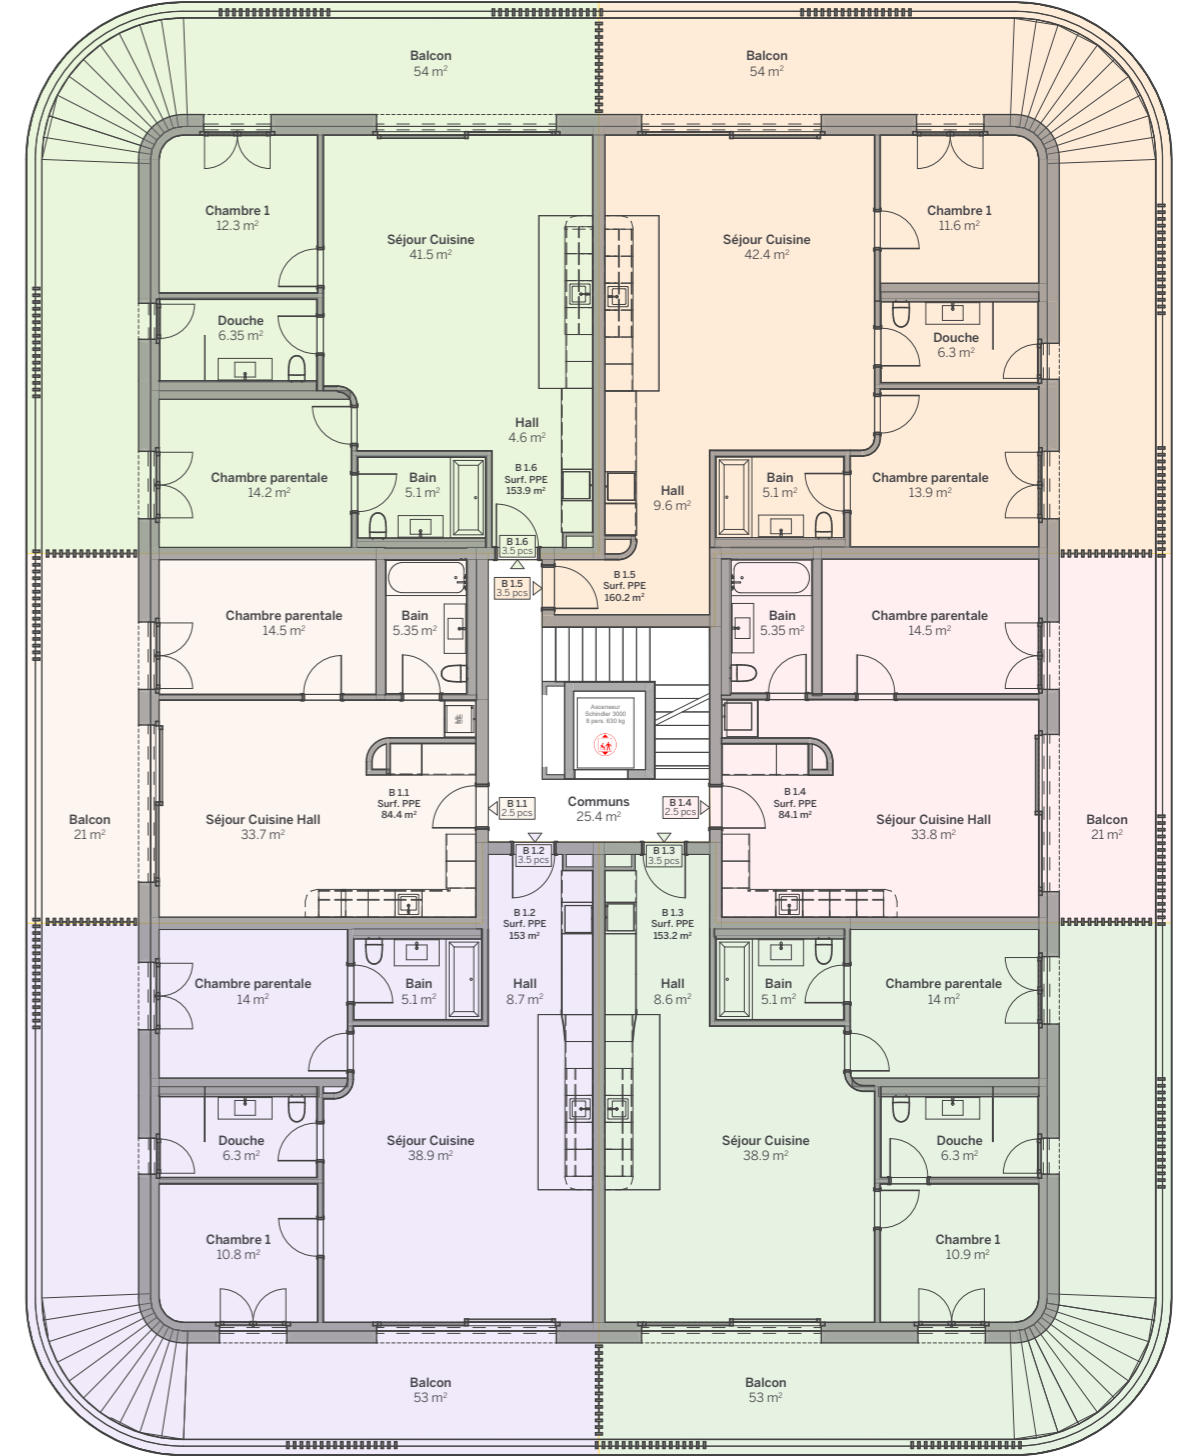 Balcon
54 m²
Balcon
54 m²
Chambre 1
12.3 m²
Séjour Cuisine
41.5 m²
Séjour Cuisine
42.4 m²
Chambre 1
11.6 m²
Douche
6.35 m²
Douche
6.3 m²
Hall
4.6 m²
B 1.6
Surf. PPE
153.9 m²
Chambre parentale
14.2 m²
Bain
5.1 m²
Hall
9.6 m²
Bain
5.1 m²
Chambre parentale
13.9 m²
B 1.6
3.5 pcs
B 1.5
3.5 pcs
B 1.5
Surf. PPE
160.2 m²
Chambre parentale
14.5 m²
Bain
5.35 m²
Bain
5.35 m²
Chambre parentale
14.5 m²
Ascenseur
Schindler 3000
8 pers. 630 kg
Balcon
21 m²
Séjour Cuisine Hall
33.7 m²
B 1.1
Surf. PPE
84.4 m²
B 1.1
2.5 pcs
Communs
25.4 m²
B 1.4
2.5 pcs
B 1.4
Surf. PPE
84.1 m²
Séjour Cuisine Hall
33.8 m²
Balcon
21 m²
B 1.2
3.5 pcs
B 1.3
3.5 pcs
B 1.2
Surf. PPE
153 m²
B 1.3
Surf. PPE
153.2 m²
Chambre parentale
14 m²
Bain
5.1 m²
Hall
8.7 m²
Hall
8.6 m²
Bain
5.1 m²
Chambre parentale
14 m²
Douche
6.3 m²
Séjour Cuisine
38.9 m²
Séjour Cuisine
38.9 m²
Douche
6.3 m²
Chambre 1
10.8 m²
Chambre 1
10.9 m²
Balcon
53 m²
Balcon
53 m²